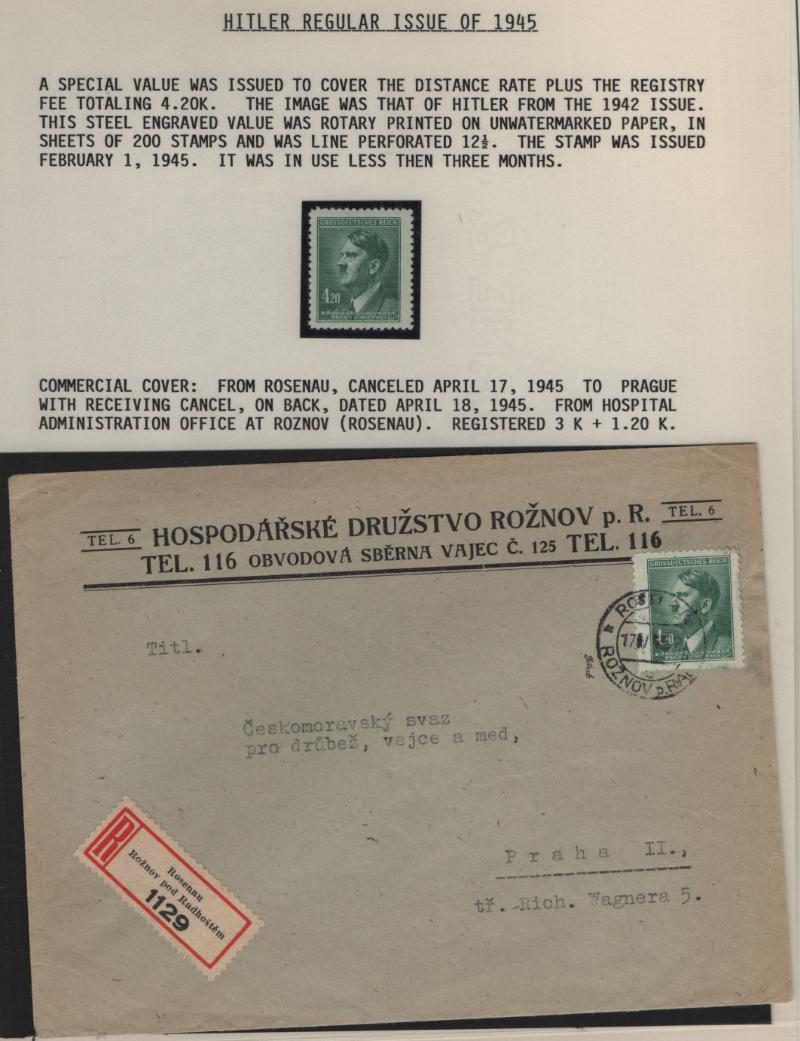 HITLER REGULAR ISSUE OF 1945
A SPECIAL VALUE WAS ISSUED TO COVER THE DISTANCE RATE PLUS THE REGISTRY
FEE TOTALING 4.20K. THE IMAGE WAS THAT OF HITLER FROM THE 1942 ISSUE.
THIS STEEL ENGRAVED VALUE WAS ROTARY PRINTED ON UNWATERMARKED PAPER, IN
SHEETS OF 200 STAMPS AND WAS LINE PERFORATED 12½. THE STAMP WAS ISSUED
FEBRUARY 1, 1945. IT WAS IN USE LESS THEN THREE MONTHS.
GROSSDEUTSCHES REICH
4 20
COMMERCIAL COVER: FROM ROSENAU, CANCELED APRIL 17, 1945 TO PRAGUE
WITH RECEIVING CANCEL, ON BACK, DATED APRIL 18, 1945. FROM HOSPITAL
ADMINISTRATION OFFICE AT ROZNOV (ROSENAU). REGISTERED 3 K + 1.20 K.
TEL. 6 HOSPODÁŘSKÉ DRUŽSTVO ROŽNOV p. R. TEL. 6
TEL. 116 OBVODOVÁ SBĚRNA VAJEC Č. 125 TEL. 116
GROSSDEUTSCHES REICH
ROŽNOV p. RA
Titl.
Českomoravský svaz
pro drůbež, vejce a med,
Praha II.,
tř. Rich. Wagnera 5.
R
Rosenau
Rožnov pod Radhoštěm
1129